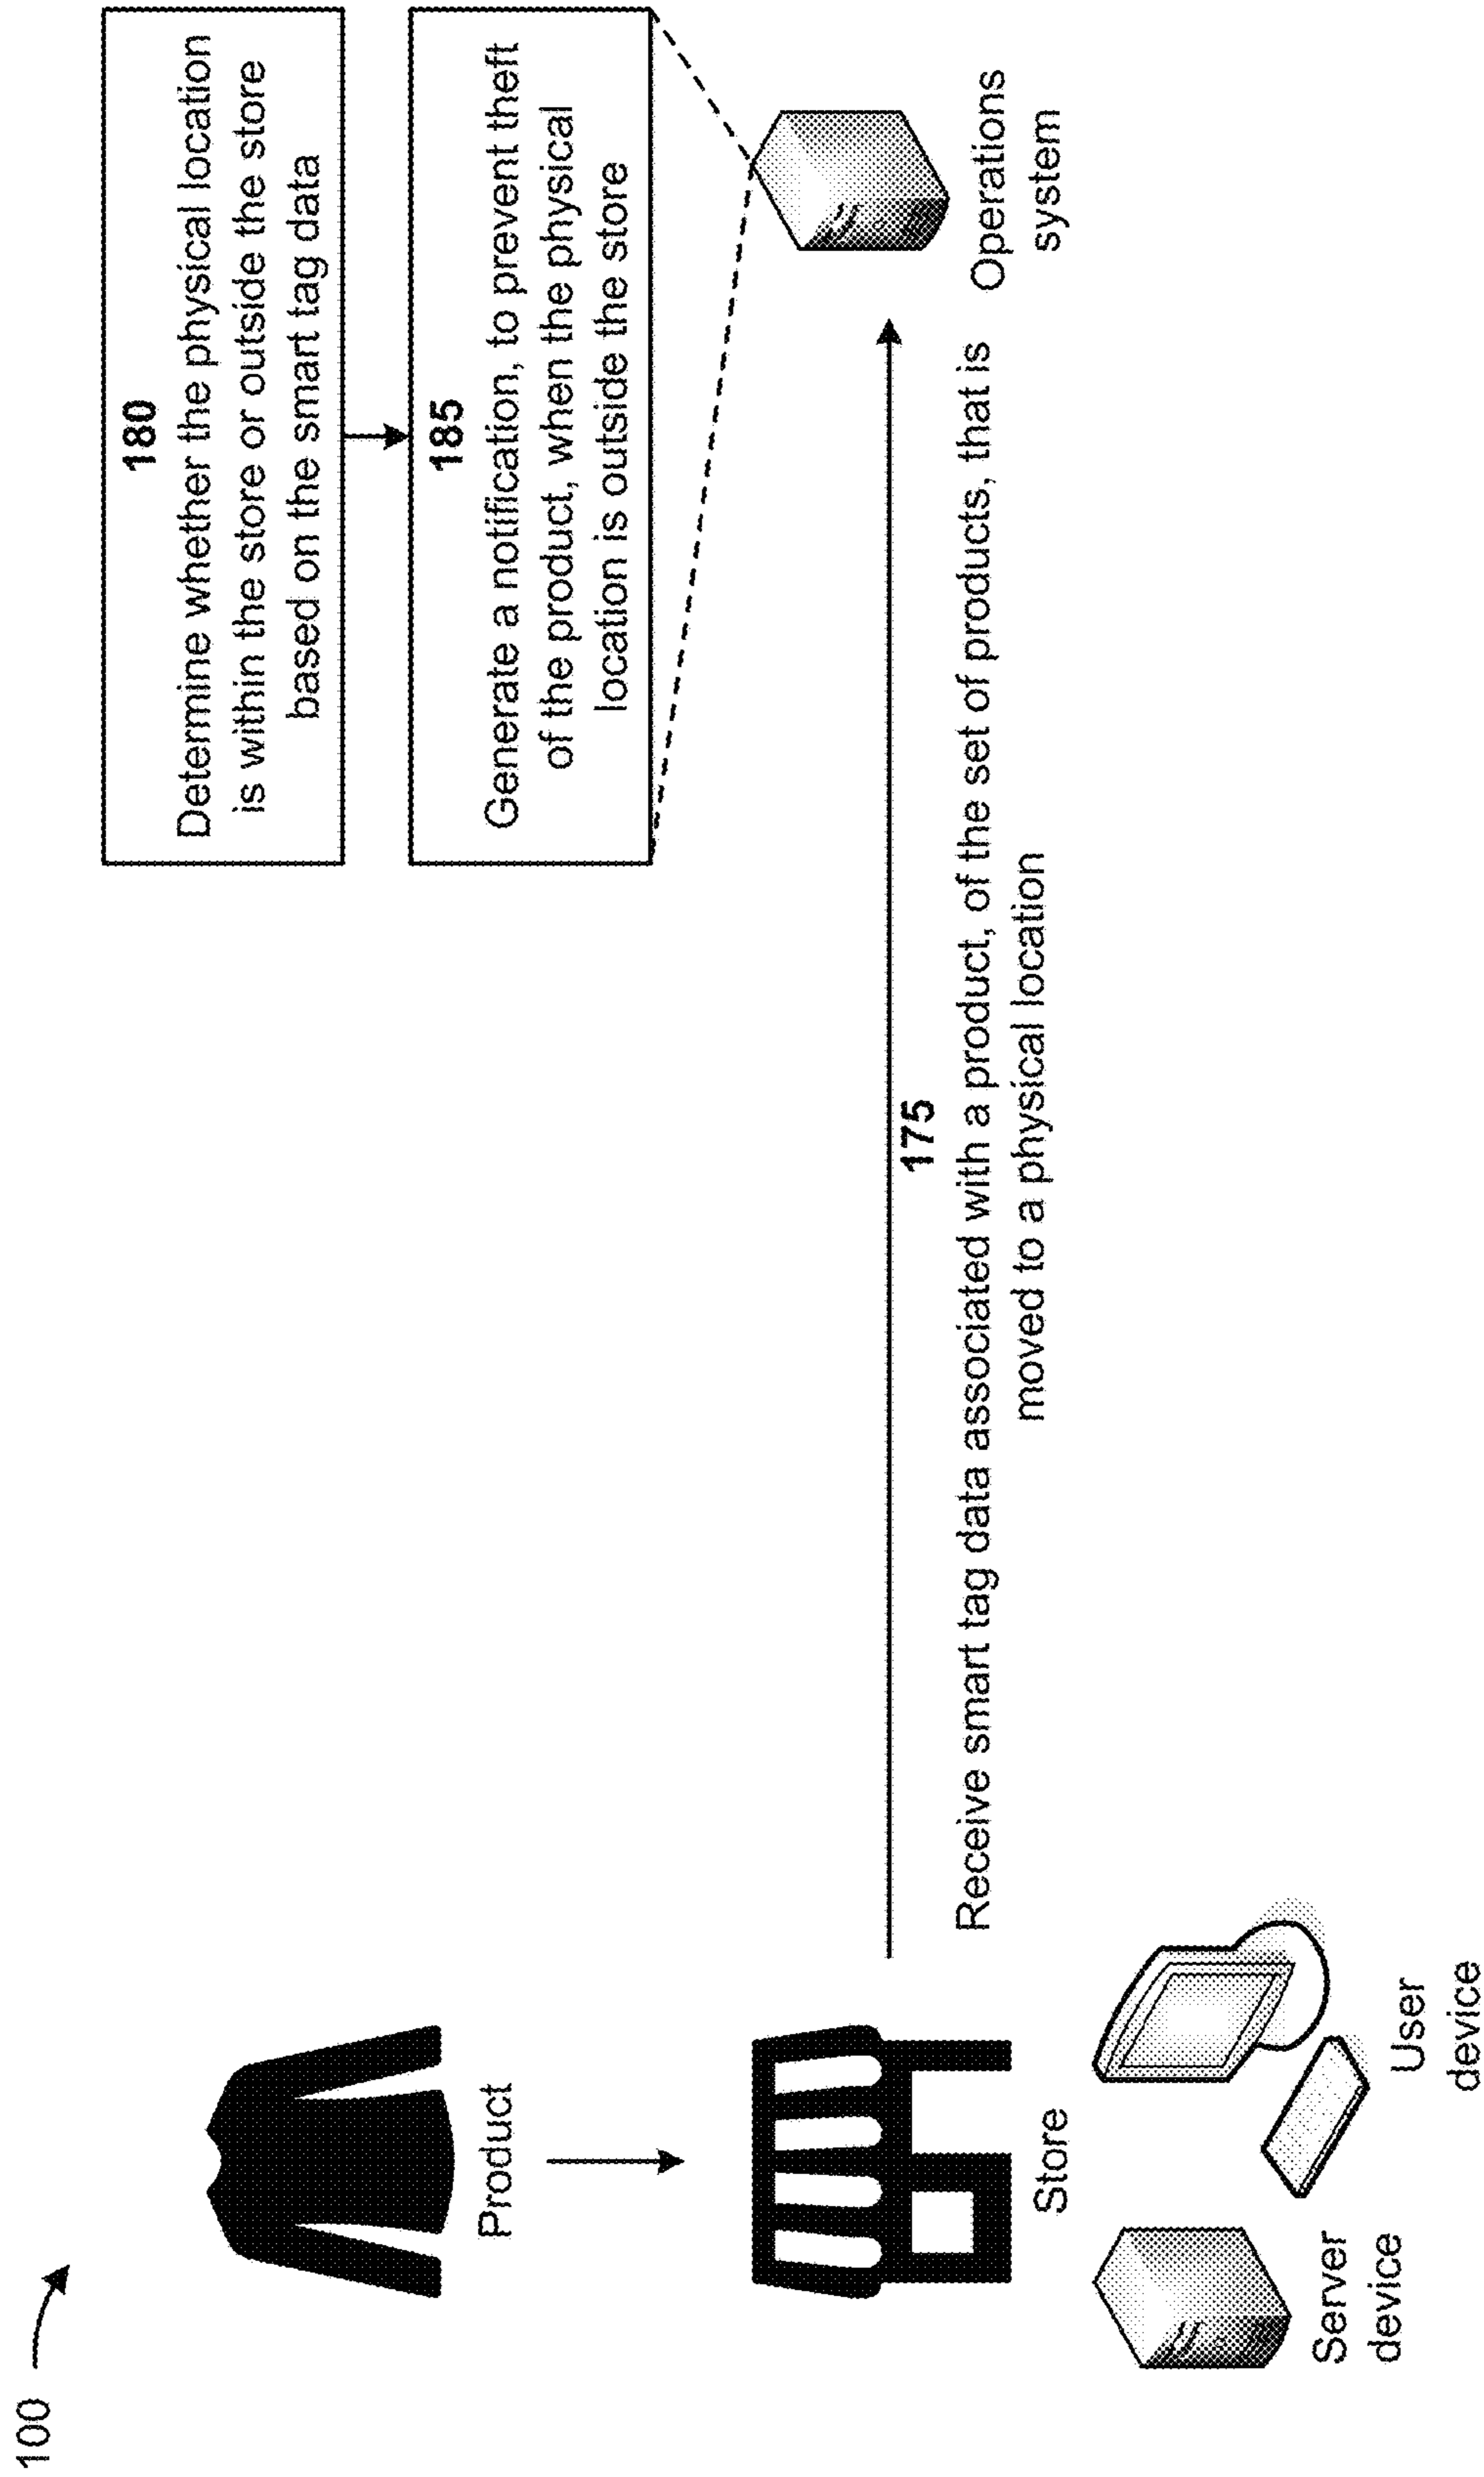 100
Product
Store
Server
device
User
device
175
Receive smart tag data associated with a product, of the set of products, that is
moved to a physical location
180
Determine whether the physical location
is within the store or outside the store
based on the smart tag data
185
Generate a notification, to prevent theft
of the product, when the physical
location is outside the store
Operations
system